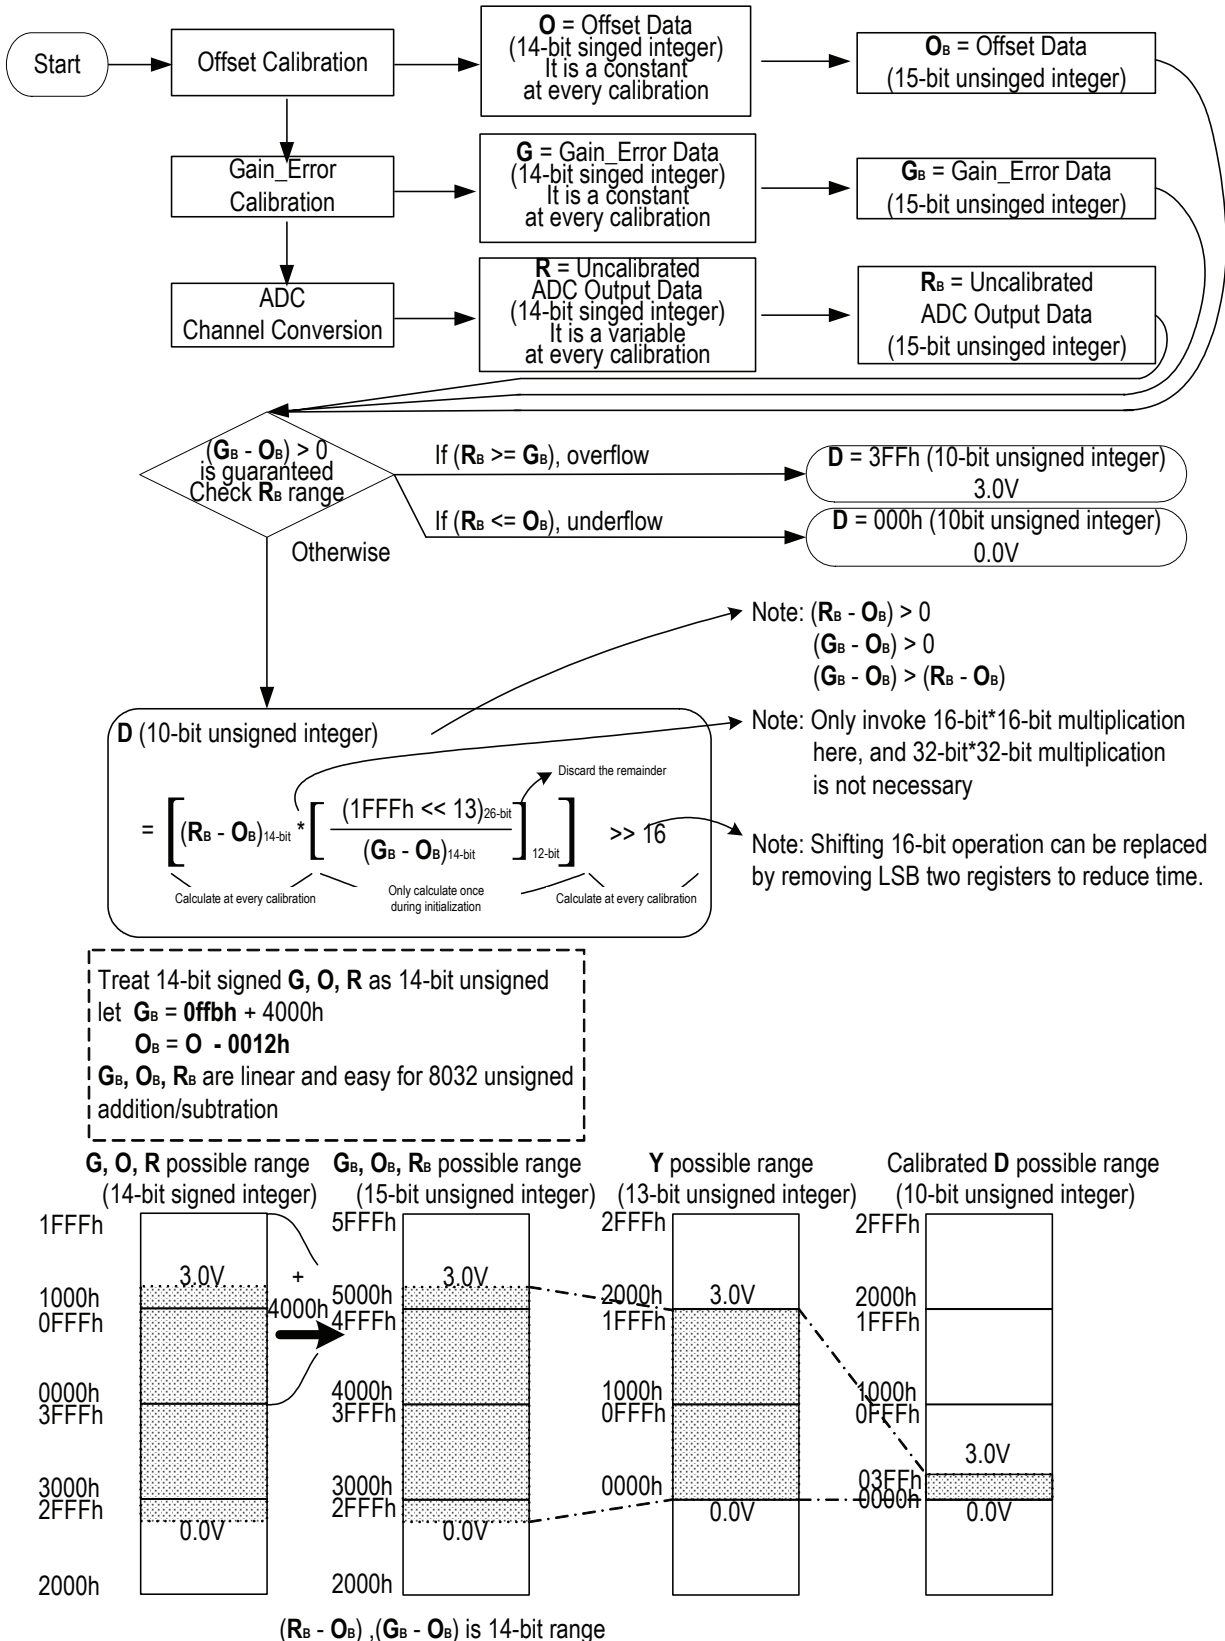 Start
Offset Calibration
O = Offset Data
(14-bit singed integer)
It is a constant
at every calibration
OB = Offset Data
(15-bit unsinged integer)
Gain_Error
Calibration
G = Gain_Error Data
(14-bit singed integer)
It is a constant
at every calibration
GB = Gain_Error Data
(15-bit unsinged integer)
ADC
Channel Conversion
R = Uncalibrated
ADC Output Data
(14-bit singed integer)
It is a variable
at every calibration
RB = Uncalibrated
ADC Output Data
(15-bit unsinged integer)
(GB - OB) > 0
is guaranteed
Check RB range
If (RB >= GB), overflow
D = 3FFh (10-bit unsigned integer)
3.0V
If (RB <= OB), underflow
D = 000h (10bit unsigned integer)
0.0V
Otherwise
Note: (RB - OB) > 0
(GB - OB) > 0
(GB - OB) > (RB - OB)
Note: Only invoke 16-bit*16-bit multiplication
here, and 32-bit*32-bit multiplication
is not necessary
D (10-bit unsigned integer)
Discard the remainder
= [(RB - OB)14-bit * [(1FFFh << 13)26-bit
(GB - OB)14-bit ]12-bit] >> 16
Calculate at every calibration
Only calculate once
during initialization
Calculate at every calibration
Note: Shifting 16-bit operation can be replaced
by removing LSB two registers to reduce time.
Treat 14-bit signed G, O, R as 14-bit unsigned
let GB = 0ffbh + 4000h
OB = O - 0012h
GB, OB, RB are linear and easy for 8032 unsigned
addition/subtration
G, O, R possible range
(14-bit signed integer)
1FFFh
3.0V
1000h
0FFFh
0000h
3FFFh
3000h
2FFFh
0.0V
2000h
+
4000h
GB, OB, RB possible range
(15-bit unsigned integer)
5FFFh
3.0V
5000h
4FFFh
4000h
3FFFh
3000h
2FFFh
0.0V
2000h
Y possible range
(13-bit unsigned integer)
2FFFh
2000h
3.0V
1FFFh
1000h
0FFFh
0000h
0.0V
Calibrated D possible range
(10-bit unsigned integer)
2FFFh
2000h
1FFFh
1000h
0FFFh
3.0V
03FFh
0000h
0.0V
(RB - OB) ,(GB - OB) is 14-bit range